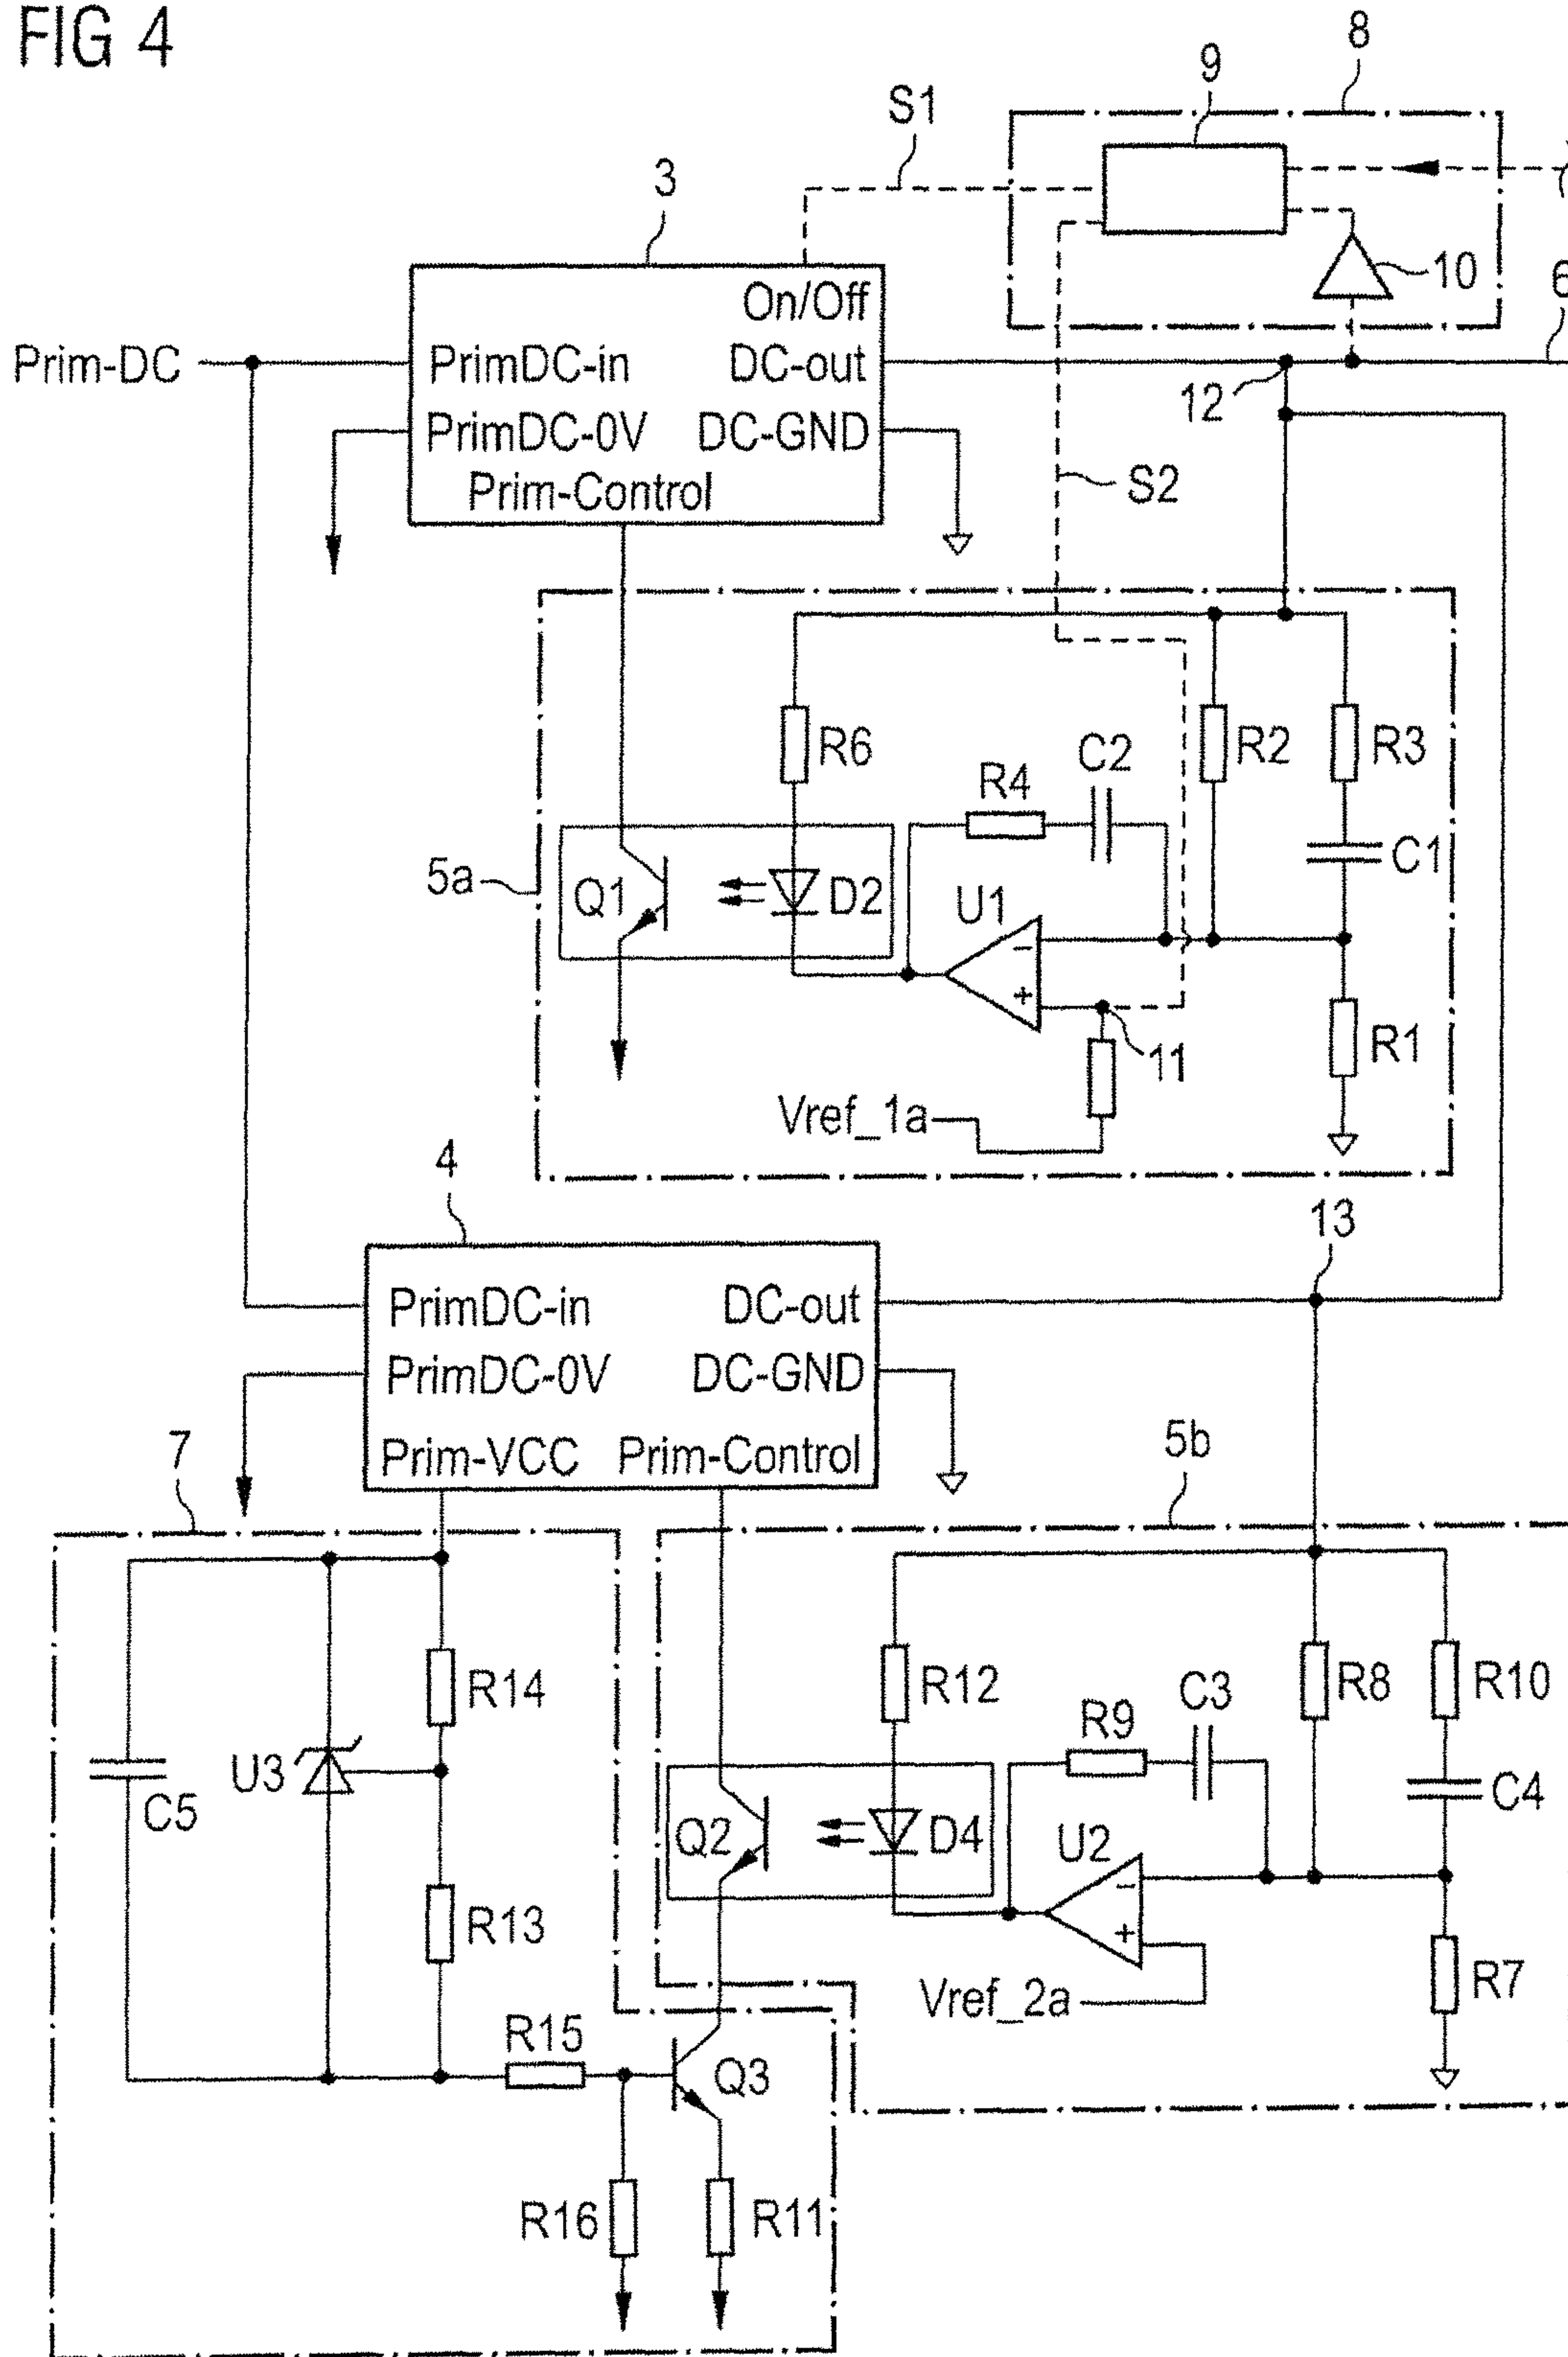 FIG 4
8
9
S1
3
10
6
On/Off
Prim-DC
PrimDC-in
DC-out
12
PrimDC-0V
DC-GND
Prim-Control
S2
R6
R4
C2
R2
R3
5a
Q1
D2
U1
C1
−
+
11
R1
Vref_1a
4
13
PrimDC-in
DC-out
PrimDC-0V
DC-GND
Prim-VCC
Prim-Control
7
5b
R14
R12
R9
C3
R8
R10
U3
C5
Q2
D4
U2
C4
−
+
R13
Vref_2a
R7
R15
Q3
R16
R11